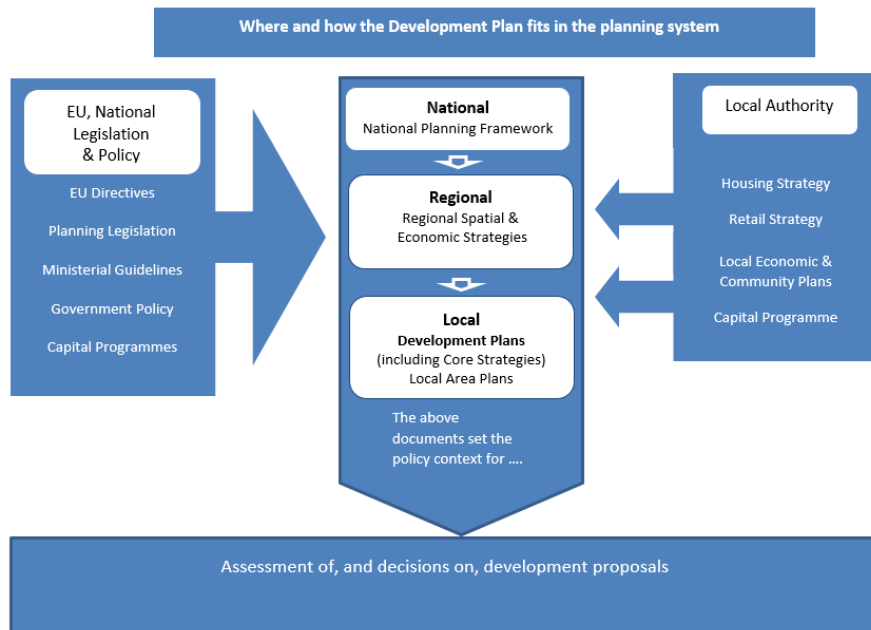 Where and how the Development Plan fits in the planning system
EU, National
Legislation
& Policy
EU Directives
Planning Legislation
Ministerial Guidelines
Government Policy
Capital Programmes
National
National Planning Framework
Regional
Regional Spatial &
Economic Strategies
Local
Development Plans
(including Core Strategies)
Local Area Plans
The above
documents set the
policy context for ....
Local Authority
Housing Strategy
Retail Strategy
Local Economic &
Community Plans
Capital Programme
Assessment of, and decisions on, development proposals